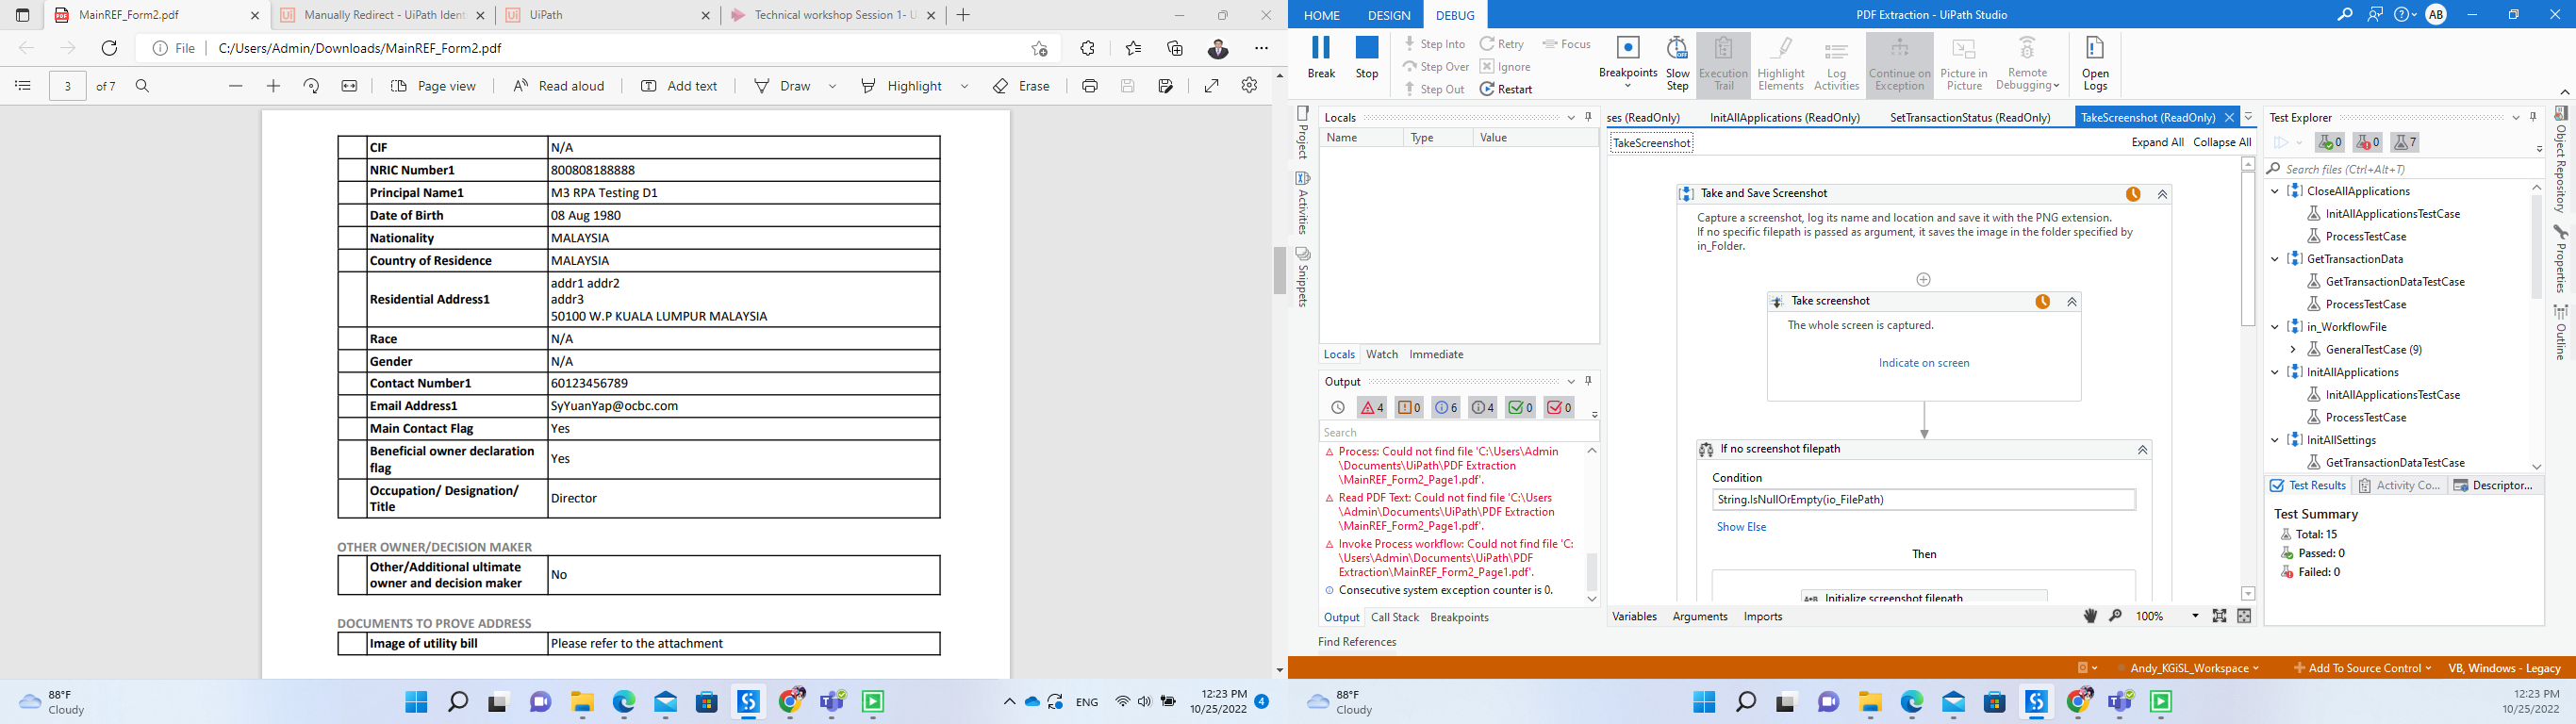 MainREF_Form2.pdf
Manually Redirect - UiPath Ident
UiPath
Technical workshop Session 1- U
File
C:/Users/Admin/Downloads/MainREF_Form2.pdf
3 of 7
Page view
Read aloud
Add text
Draw
Highlight
Erase
CIF N/A
NRIC Number1 800808188888
Principal Name1 M3 RPA Testing D1
Date of Birth 08 Aug 1980
Nationality MALAYSIA
Country of Residence MALAYSIA
Residential Address1
addr1 addr2
addr3
50100 W.P KUALA LUMPUR MALAYSIA
Race N/A
Gender N/A
Contact Number1 60123456789
Email Address1 SyYuanYap@ocbc.com
Main Contact Flag Yes
Beneficial owner declaration
flag
Yes
Occupation/ Designation/
Title
Director
OTHER OWNER/DECISION MAKER
Other/Additional ultimate
owner and decision maker
No
DOCUMENTS TO PROVE ADDRESS
Image of utility bill Please refer to the attachment
88°F
Cloudy
ENG
12:23 PM
10/25/2022
4
HOME DESIGN DEBUG
PDF Extraction - UiPath Studio
AB
Break
Stop
Step Into
Step Over
Step Out
Retry
Ignore
Restart
Focus
Breakpoints
Slow
Step
Execution
Trail
Highlight
Elements
Log
Activities
Continue on
Exception
Picture in
Picture
Remote
Debugging
Open
Logs
Project
Activities
Snippets
Locals
Name Type Value
Locals Watch Immediate
Output
4 0 6 4 0 0
Search
Process: Could not find file 'C:\Users\Admin
\Documents\UiPath\PDF Extraction
\MainREF_Form2_Page1.pdf'.
Read PDF Text: Could not find file 'C:\Users
\Admin\Documents\UiPath\PDF Extraction
\MainREF_Form2_Page1.pdf'.
Invoke Process workflow: Could not find file 'C:
\Users\Admin\Documents\UiPath\PDF
Extraction\MainREF_Form2_Page1.pdf'.
Consecutive system exception counter is 0.
Output Call Stack Breakpoints
Find References
ses (ReadOnly)
InitAllApplications (ReadOnly)
SetTransactionStatus (ReadOnly)
TakeScreenshot (ReadOnly)
TakeScreenshot
Expand All Collapse All
Take and Save Screenshot
Capture a screenshot, log its name and location and save it with the PNG extension.
If no specific filepath is passed as argument, it saves the image in the folder specified by
in_Folder.
Take screenshot
The whole screen is captured.
Indicate on screen
If no screenshot filepath
Condition
String.IsNullOrEmpty(io_FilePath)
Show Else
Then
A+B Initialize screenshot filepath
Variables Arguments Imports
100%
Test Explorer
0 0 7
Search files (Ctrl+Alt+T)
CloseAllApplications
InitAllApplicationsTestCase
ProcessTestCase
GetTransactionData
GetTransactionDataTestCase
ProcessTestCase
in_WorkflowFile
GeneralTestCase (9)
InitAllApplications
InitAllApplicationsTestCase
ProcessTestCase
InitAllSettings
GetTransactionDataTestCase
Test Results
Activity Co...
Descriptor...
Test Summary
Total: 15
Passed: 0
Failed: 0
Object Repository
Properties
Outline
Andy_KGiSL_Workspace
Add To Source Control
VB, Windows - Legacy
88°F
Cloudy
12:23 PM
10/25/2022